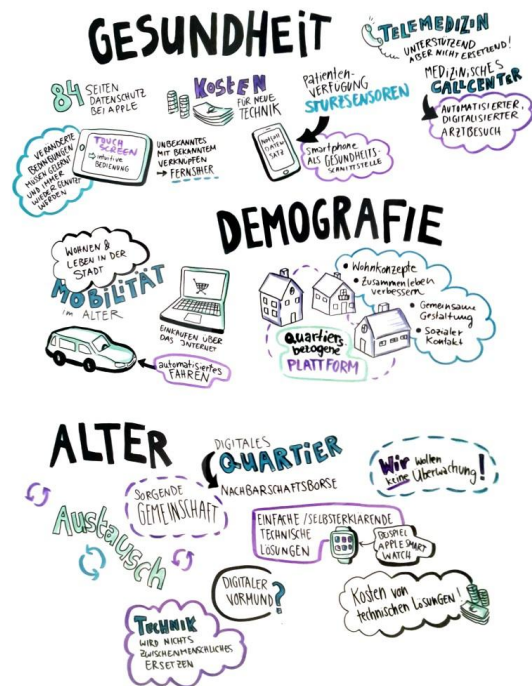 GESUNDHEIT
TELEMEDIZIN
UNTERSTÜTZEND
ABER NICHT ERSETZEND!
84 SEITEN
DATENSCHUTZ
BEI APPLE
KOSTEN
FÜR NEUE
TECHNIK
Patienten-
VERFÜGUNG
STURZSENSOREN
MEDIZINISCHES
CALLCENTER
AUTOMATISIERTER,
DIGITALISIERTER
ARZTBESUCH
VERÄNDERTE
BEDINGUNGEN
MÜSSEN GELERNT
UND IMMER
WIEDER GENUTZT
WERDEN
TOUCH
SCREEN
→ intuitive
BEDIENUNG
UNBEKANNTES
MIT BEKANNTEM
VERKNÜPFEN
→ FERNSEHER
NOTFALL
DATEN
SATZ
Smartphone
ALS GESUNDHEITS-
SCHNITTSTELLE
DEMOGRAFIE
WOHNEN &
LEBEN IN DER
STADT
MOBILITÄT
im ALTER
EINKAUFEN ÜBER
DAS INTERNET
automatisiertes
FAHREN
• Wohnkonzepte
• Zusammenleben
verbessern
• Gemeinsame
Gestaltung
• Sozialer
Kontakt
Quartiers
bezogene
PLATTFORM
ALTER
DIGITALES
QUARTIER
NACHBARSCHAFTSBÖRSE
Wir wollen
keine Überwachung!
SORGENDE
GEMEINSCHAFT
Austausch
EINFACHE/SELBSTERKLÄRENDE
TECHNISCHE
LÖSUNGEN
BEISPIEL
APPLE SMART
WATCH
DIGITALER
VORMUND?
Kosten von
technischen Lösungen!
TECHNIK
WIRD NICHTS
ZWISCHENMENSCHLICHES
ERSETZEN